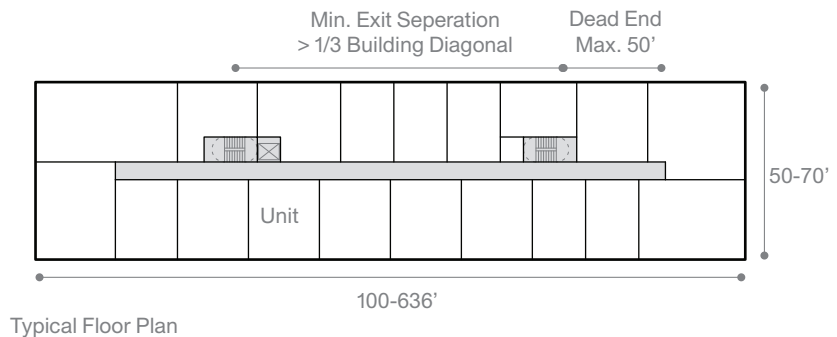 Min. Exit Seperation
> 1/3 Building Diagonal
Dead End
Max. 50’
50-70’
Unit
100-636’
Typical Floor Plan